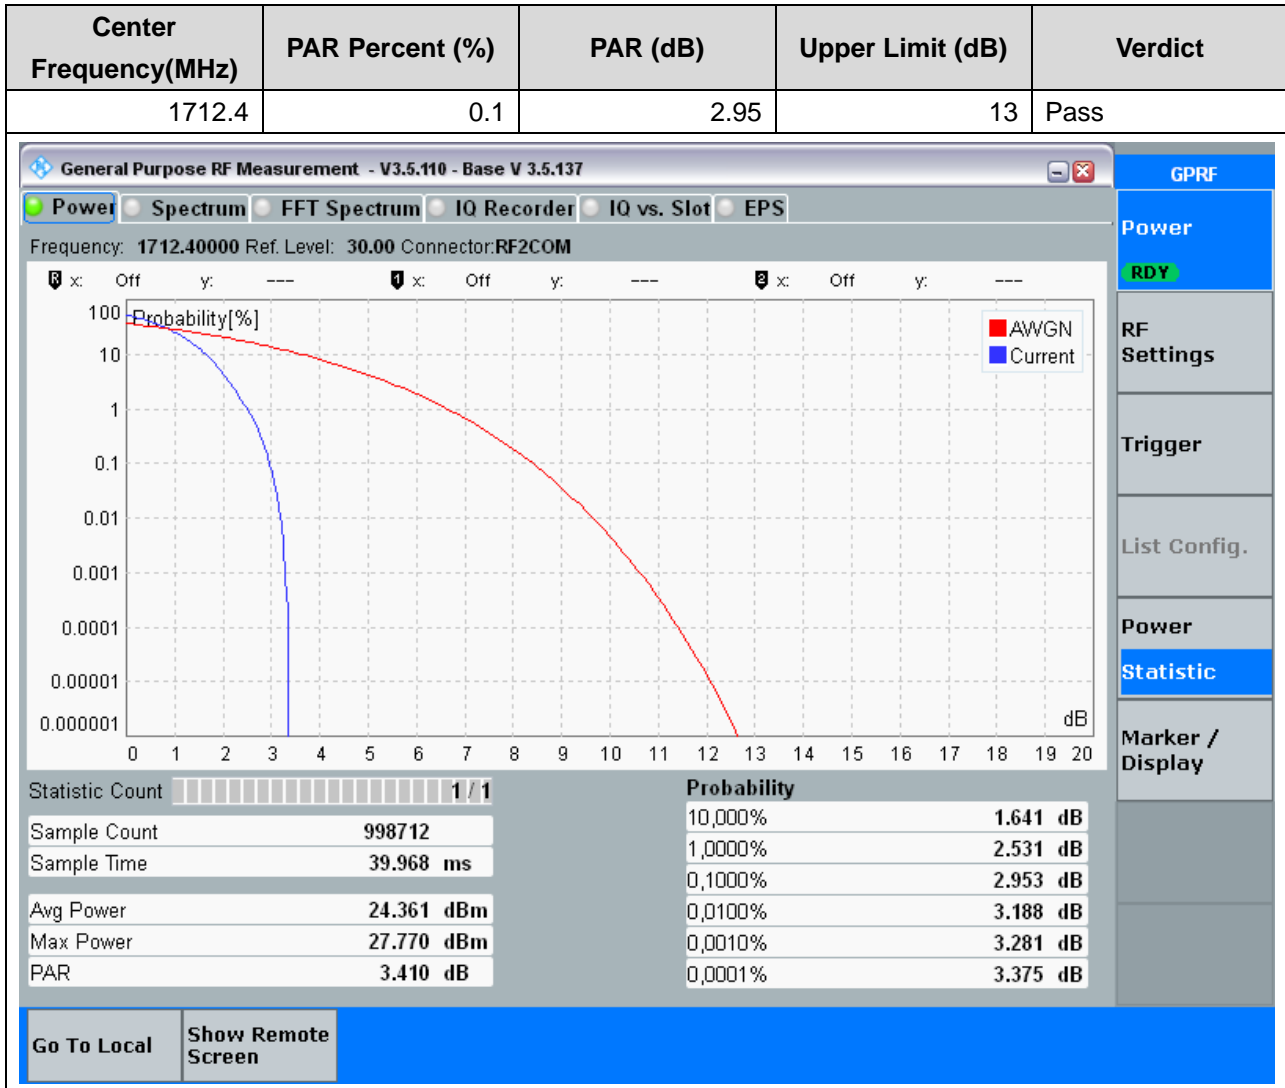 Center Frequency(MHz) PAR Percent (%) PAR (dB) Upper Limit (dB) Verdict
1712.4 0.1 2.95 13 Pass
General Purpose RF Measurement - V3.5.110 - Base V 3.5.137
GPRF
Power Spectrum FFT Spectrum IQ Recorder IQ vs. Slot EPS
Frequency: 1712.40000 Ref. Level: 30.00 Connector:RF2COM
R x: Off y: --- 1 x: Off y: --- 2 x: Off y: ---
Probability[%]
100
10
1
0.1
0.01
0.001
0.0001
0.00001
0.000001
AWGN
Current
dB
0 1 2 3 4 5 6 7 8 9 10 11 12 13 14 15 16 17 18 19 20
Statistic Count 1 / 1
Sample Count 998712
Sample Time 39.968 ms
Avg Power 24.361 dBm
Max Power 27.770 dBm
PAR 3.410 dB
Probability
10,000% 1.641 dB
1,0000% 2.531 dB
0,1000% 2.953 dB
0,0100% 3.188 dB
0,0010% 3.281 dB
0,0001% 3.375 dB
Power
RDY
RF
Settings
Trigger
List Config.
Power
Statistic
Marker /
Display
Go To Local
Show Remote
Screen